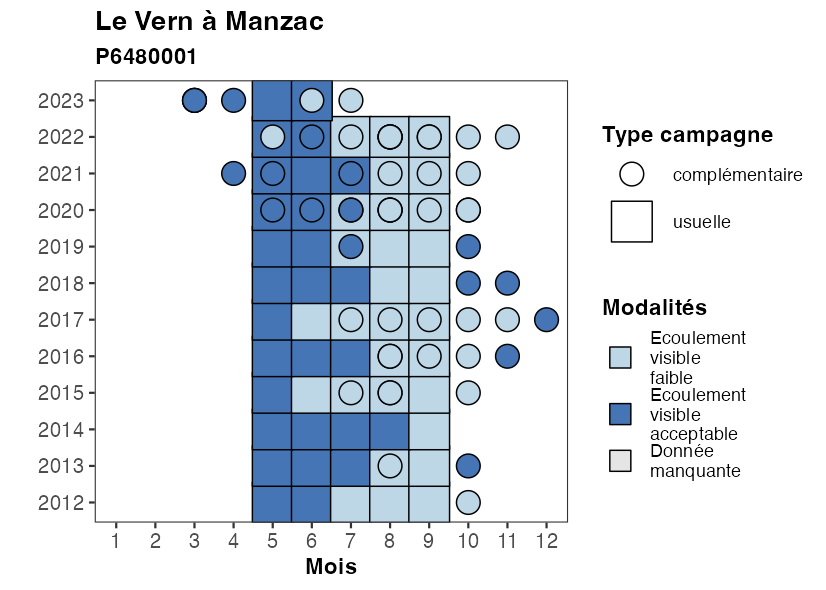 Le Vern à Manzac
P6480001
2023
2022
2021
2020
2019
2018
2017
2016
2015
2014
2013
2012
1 2 3 4 5 6 7 8 9 10 11 12
Mois
Type campagne
complémentaire
usuelle
Modalités
Ecoulement
visible
faible
Ecoulement
visible
acceptable
Donnée
manquante